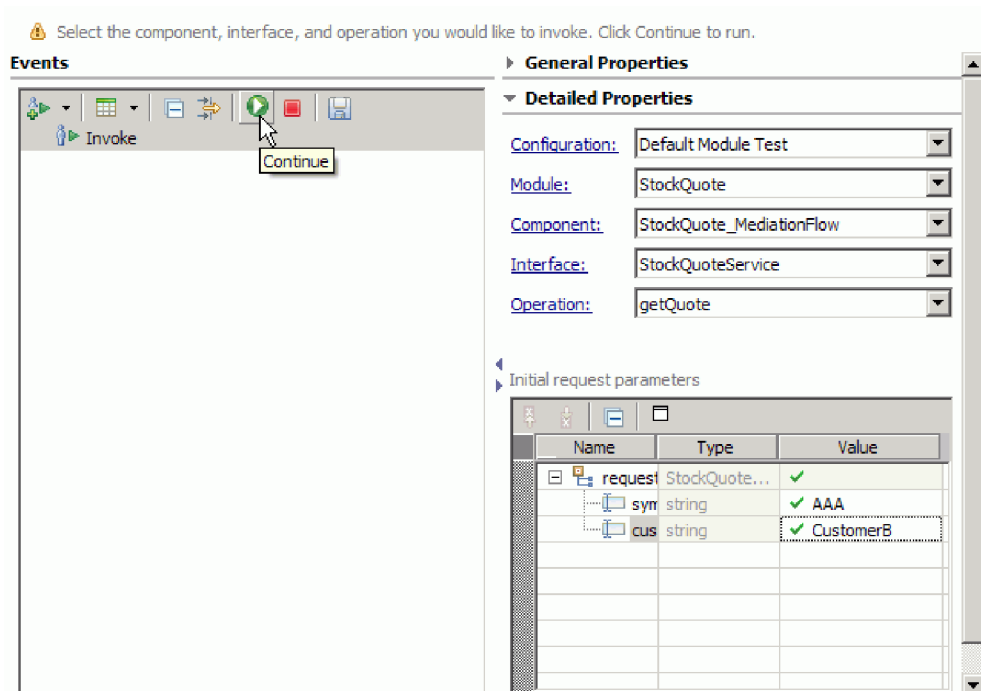 Select the component, interface, and operation you would like to invoke. Click Continue to run.
Events
Invoke
Continue
General Properties
Detailed Properties
Configuration: Default Module Test
Module: StockQuote
Component: StockQuote_MediationFlow
Interface: StockQuoteService
Operation: getQuote
Initial request parameters
Name Type Value
request StockQuote...
sym string AAA
cus string CustomerB